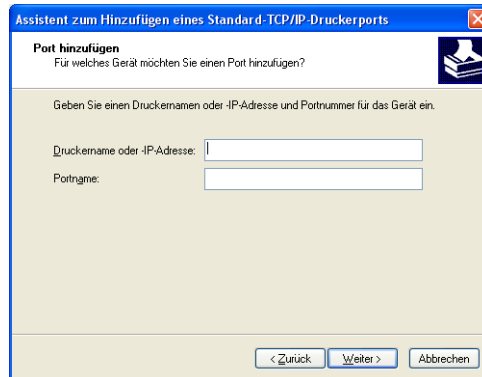 Assistent zum Hinzufügen eines Standard-TCP/IP-Druckerports
Port hinzufügen
Für welches Gerät möchten Sie einen Port hinzufügen?
Geben Sie einen Druckernamen oder -IP-Adresse und Portnummer für das Gerät ein.
Druckername oder -IP-Adresse:
Portname:
< Zurück Weiter > Abbrechen